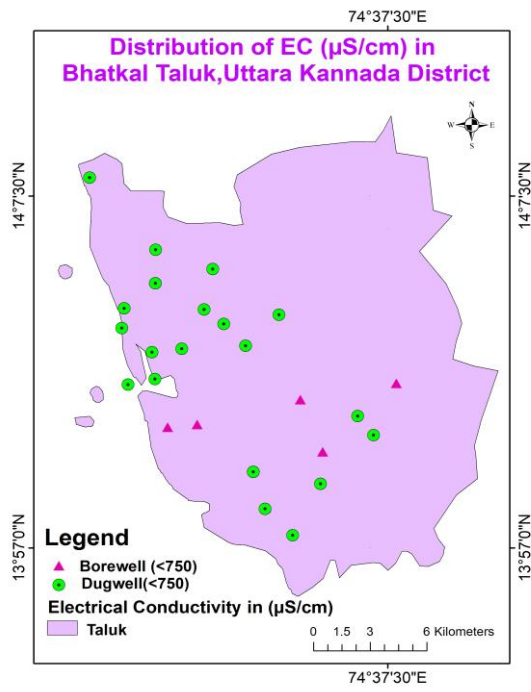 74°37'30"E
Distribution of EC (µS/cm) in
Bhatkal Taluk,Uttara Kannada District
N
W E
S
14°7'30"N
14°7'30"N
13°57'0"N
13°57'0"N
Legend
Borewell (<750)
Dugwell(<750)
Electrical Conductivity in (µS/cm)
Taluk
0 1.5 3 6 Kilometers
74°37'30"E